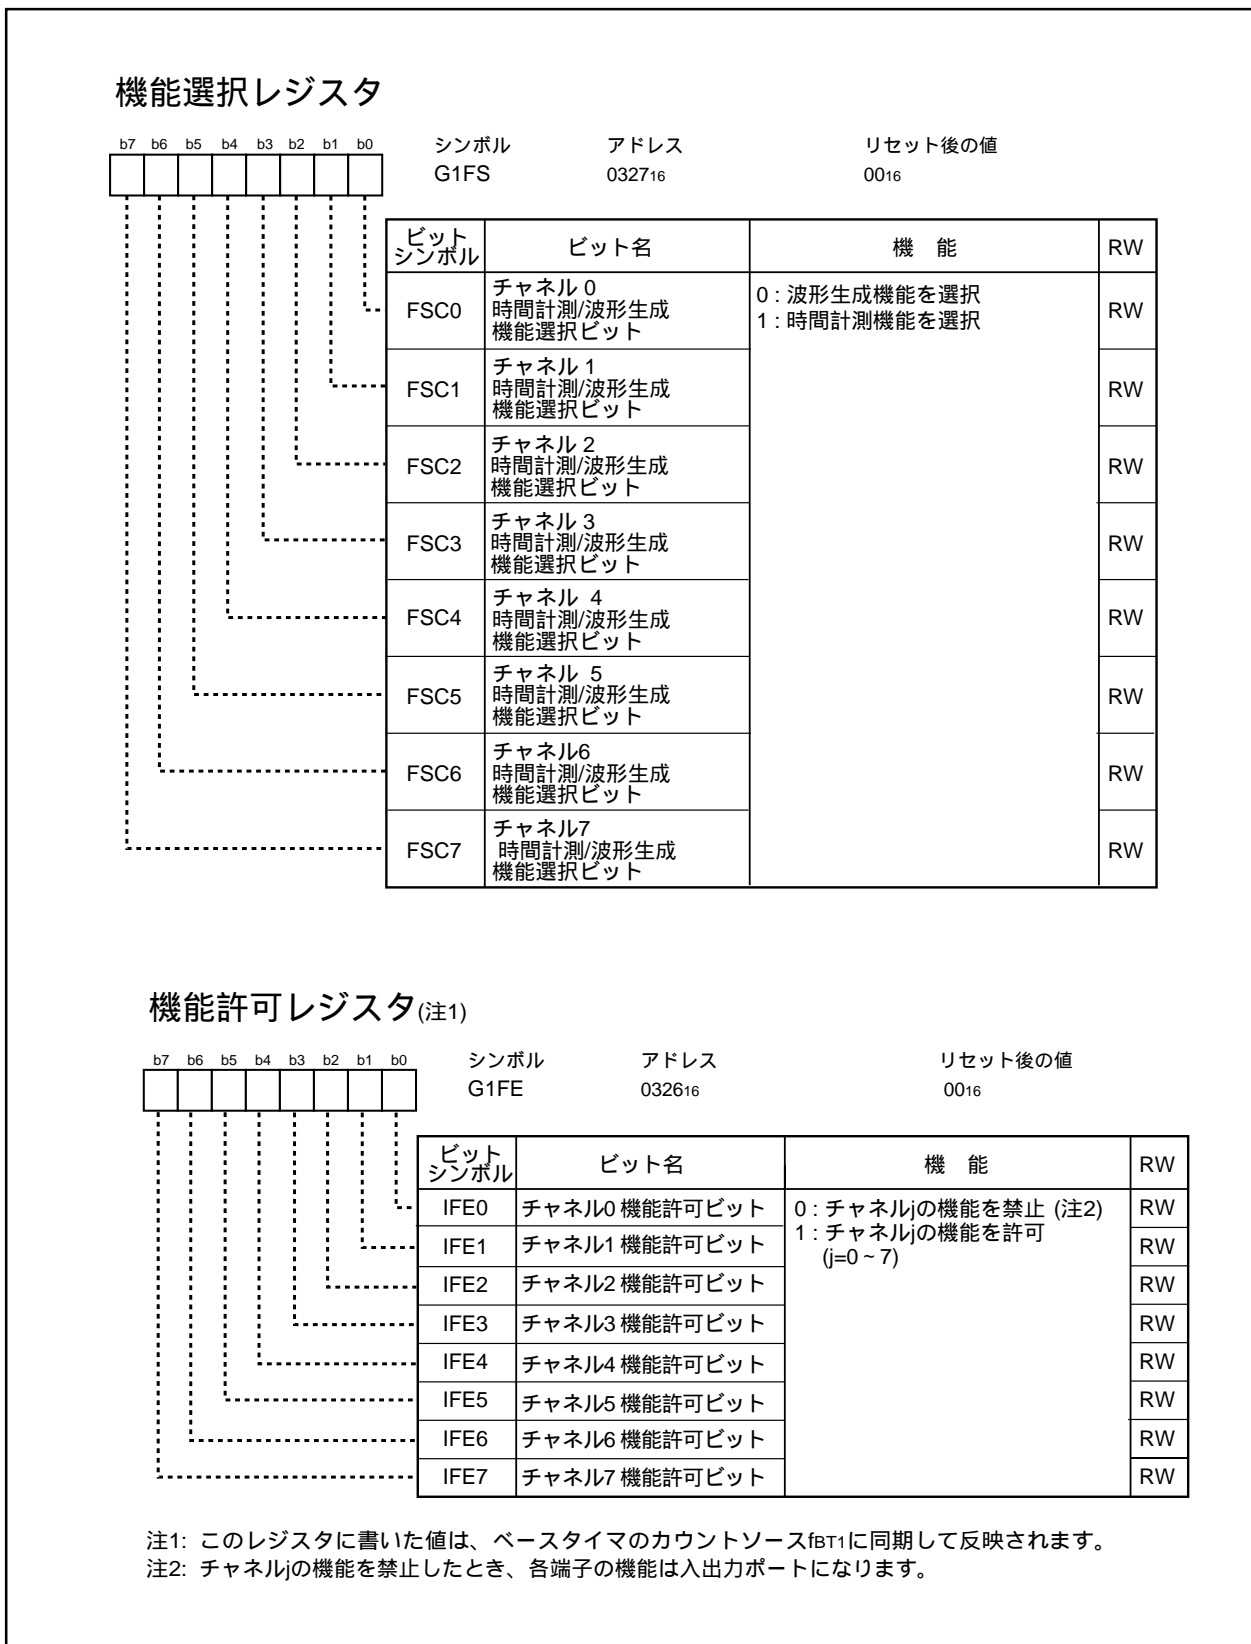 機能選択レジスタ
b7 b6 b5 b4 b3 b2 b1 b0
シンボル アドレス リセット後の値
G1FS 032716 0016
ビット
シンボル
ビット名 機 能 RW
FSC0
チャネル 0
時間計測/波形生成
機能選択ビット
0 : 波形生成機能を選択
1 : 時間計測機能を選択
RW
FSC1
チャネル 1
時間計測/波形生成
機能選択ビット
RW
FSC2
チャネル 2
時間計測/波形生成
機能選択ビット
RW
FSC3
チャネル 3
時間計測/波形生成
機能選択ビット
RW
FSC4
チャネル 4
時間計測/波形生成
機能選択ビット
RW
FSC5
チャネル 5
時間計測/波形生成
機能選択ビット
RW
FSC6
チャネル6
時間計測/波形生成
機能選択ビット
RW
FSC7
チャネル7
時間計測/波形生成
機能選択ビット
RW
機能許可レジスタ(注1)
b7 b6 b5 b4 b3 b2 b1 b0
シンボル アドレス リセット後の値
G1FE 032616 0016
ビット
シンボル
ビット名 機 能 RW
IFE0 チャネル0 機能許可ビット 0 : チャネルjの機能を禁止 (注2) RW
1 : チャネルjの機能を許可
(j=0 ~ 7)
IFE1 チャネル1 機能許可ビット RW
IFE2 チャネル2 機能許可ビット RW
IFE3 チャネル3 機能許可ビット RW
IFE4 チャネル4 機能許可ビット RW
IFE5 チャネル5 機能許可ビット RW
IFE6 チャネル6 機能許可ビット RW
IFE7 チャネル7 機能許可ビット RW
注1: このレジスタに書いた値は、ベースタイマのカウントソースfBT1に同期して反映されます。
注2: チャネルjの機能を禁止したとき、各端子の機能は入出力ポートになります。